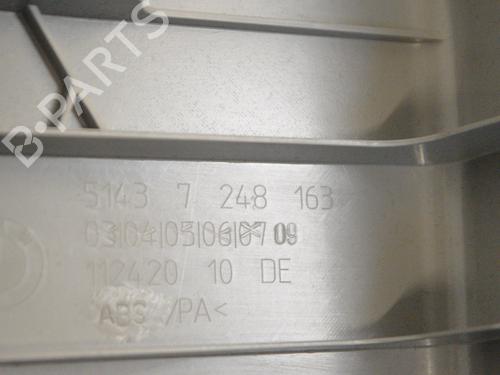 B-PARTS
5143 7 248 163
03|04|05|06|07 09
112420 10 DE
ABS /PA<